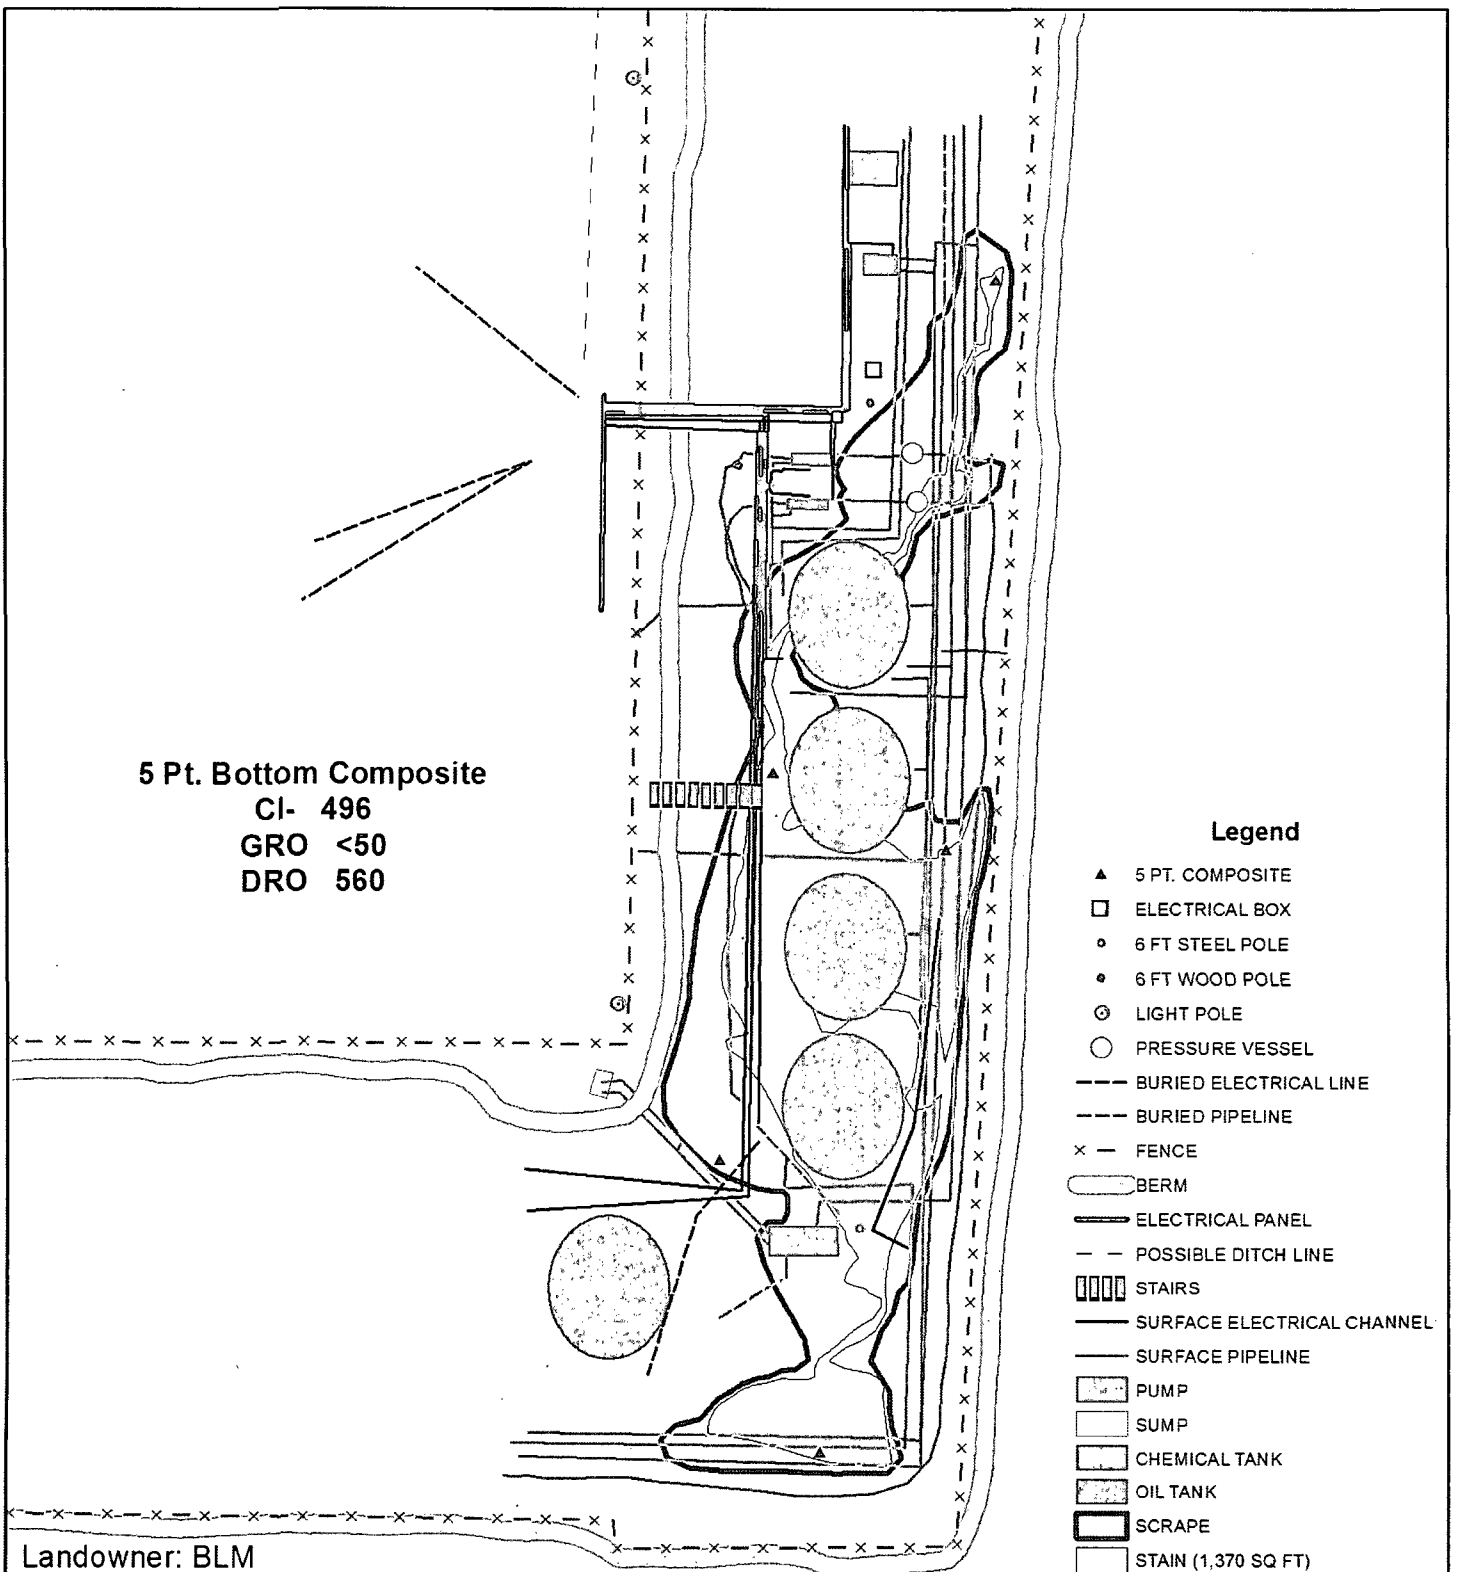 5 Pt. Bottom Composite
Cl- 496
GRO <50
DRO 560
Legend
5 PT. COMPOSITE
ELECTRICAL BOX
6 FT STEEL POLE
6 FT WOOD POLE
LIGHT POLE
PRESSURE VESSEL
BURIED ELECTRICAL LINE
BURIED PIPELINE
FENCE
BERM
ELECTRICAL PANEL
POSSIBLE DITCH LINE
STAIRS
SURFACE ELECTRICAL CHANNEL
SURFACE PIPELINE
PUMP
SUMP
CHEMICAL TANK
OIL TANK
SCRAPE
STAIN (1,370 SQ FT)
Landowner: BLM